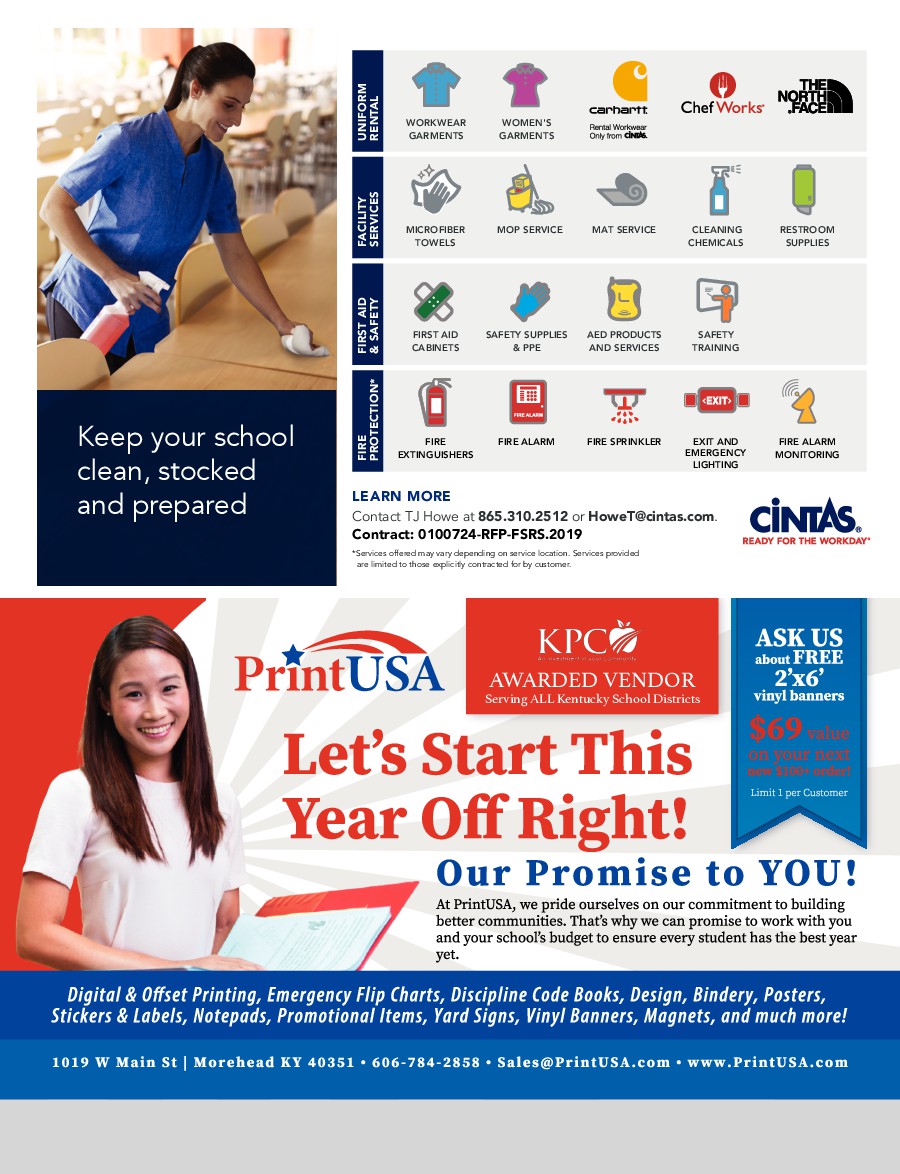 UNIFORM
RENTAL
WORKWEAR
GARMENTS
WOMEN'S
GARMENTS
carhartt
Rental Workwear
Only from CINTAS.
Chef Works
THE
NORTH
FACE
FACILITY
SERVICES
MICROFIBER
TOWELS
MOP SERVICE
MAT SERVICE
CLEANING
CHEMICALS
RESTROOM
SUPPLIES
FIRST AID
& SAFETY
FIRST AID
CABINETS
SAFETY SUPPLIES
& PPE
AED PRODUCTS
AND SERVICES
SAFETY
TRAINING
FIRE
PROTECTION*
FIRE
EXTINGUISHERS
FIRE ALARM
FIRE ALARM
FIRE SPRINKLER
‹EXIT›
EXIT AND
EMERGENCY
LIGHTING
FIRE ALARM
MONITORING
Keep your school
clean, stocked
and prepared
LEARN MORE
Contact TJ Howe at 865.310.2512 or HoweT@cintas.com.
Contract: 0100724-RFP-FSRS.2019
*Services offered may vary depending on service location. Services provided
are limited to those explicitly contracted for by customer.
CINTAS®
READY FOR THE WORKDAY®
PrintUSA
KPC
An Investment in your Community
AWARDED VENDOR
Serving ALL Kentucky School Districts
ASK US
about FREE
2'x6'
vinyl banners
$69 value
on your next
new $100+ order!
Limit 1 per Customer
Let's Start This
Year Off Right!
Our Promise to YOU!
At PrintUSA, we pride ourselves on our commitment to building
better communities. That's why we can promise to work with you
and your school's budget to ensure every student has the best year
yet.
Digital & Offset Printing, Emergency Flip Charts, Discipline Code Books, Design, Bindery, Posters,
Stickers & Labels, Notepads, Promotional Items, Yard Signs, Vinyl Banners, Magnets, and much more!
1019 W Main St | Morehead KY 40351 • 606-784-2858 • Sales@PrintUSA.com • www.PrintUSA.com